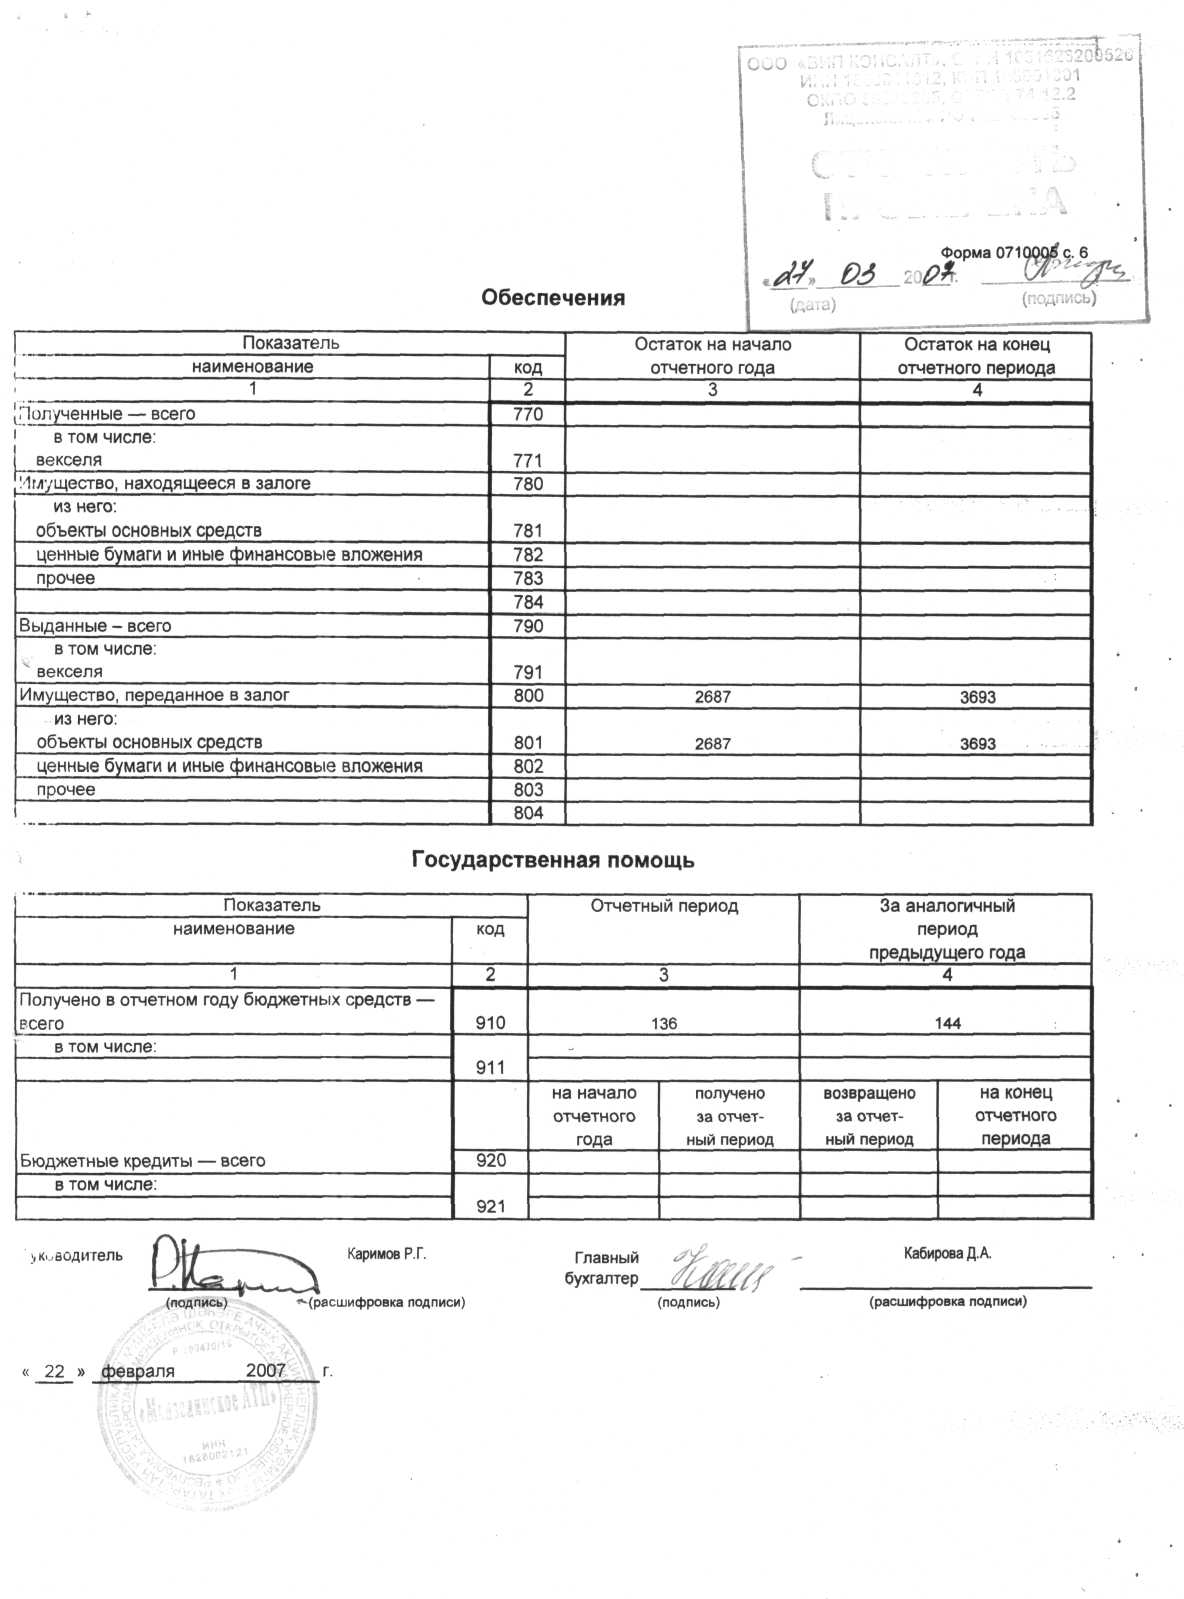 ООО
Форма 0710005 с. 6
« 27 » 03 2007 г.
(дата) (подпись)
Обеспечения
Показатель Остаток на начало отчетного года Остаток на конец отчетного периода
наименование код
1 2 3 4
Полученные — всего 770
в том числе:
векселя 771
Имущество, находящееся в залоге 780
из него:
объекты основных средств 781
ценные бумаги и иные финансовые вложения 782
прочее 783
784
Выданные – всего 790
в том числе:
векселя 791
Имущество, переданное в залог 800 2687 3693
из него:
объекты основных средств 801 2687 3693
ценные бумаги и иные финансовые вложения 802
прочее 803
804
Государственная помощь
Показатель Отчетный период За аналогичный период предыдущего года
наименование код
1 2 3 4
Получено в отчетном году бюджетных средств —
всего 910 136 144
в том числе:
911
на начало отчетного года получено за отчет- ный период возвращено за отчет- ный период на конец отчетного периода
Бюджетные кредиты — всего 920
в том числе:
921
Руководитель Каримов Р.Г. Главный бухгалтер Кабирова Д.А.
(подпись) (расшифровка подписи) (подпись) (расшифровка подписи)
« 22 » февраля 2007 г.
ИНН